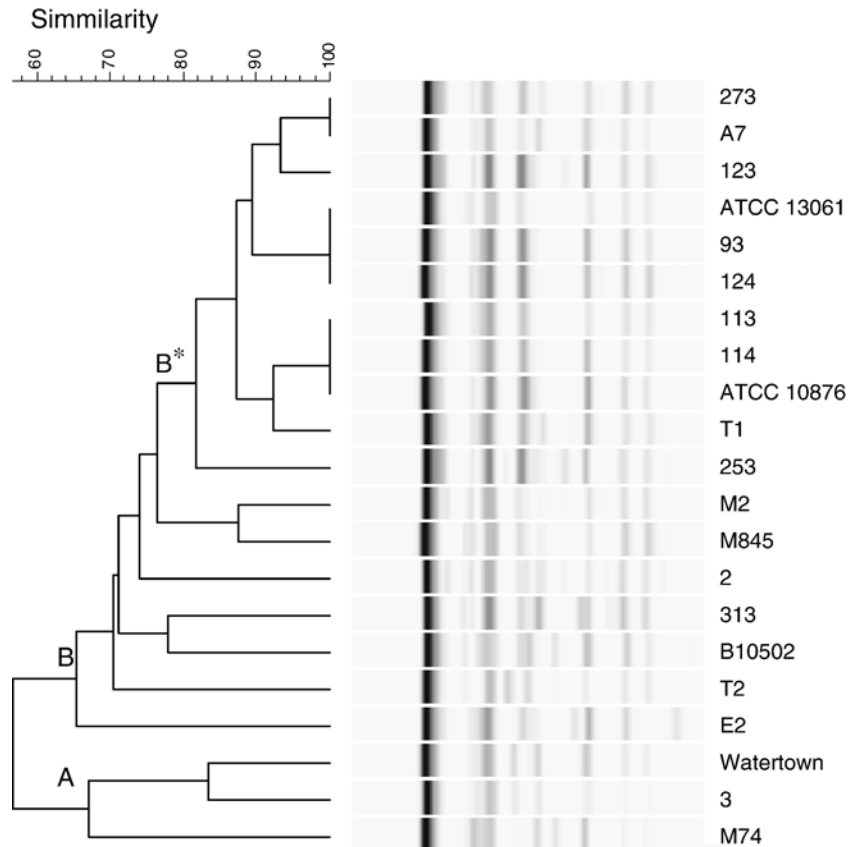 Simmilarity
60 70 80 90 100
273
A7
123
ATCC 13061
93
124
113
114
ATCC 10876
B*
T1
253
M2
M845
2
313
B10502
B
T2
E2
Watertown
A
3
M74